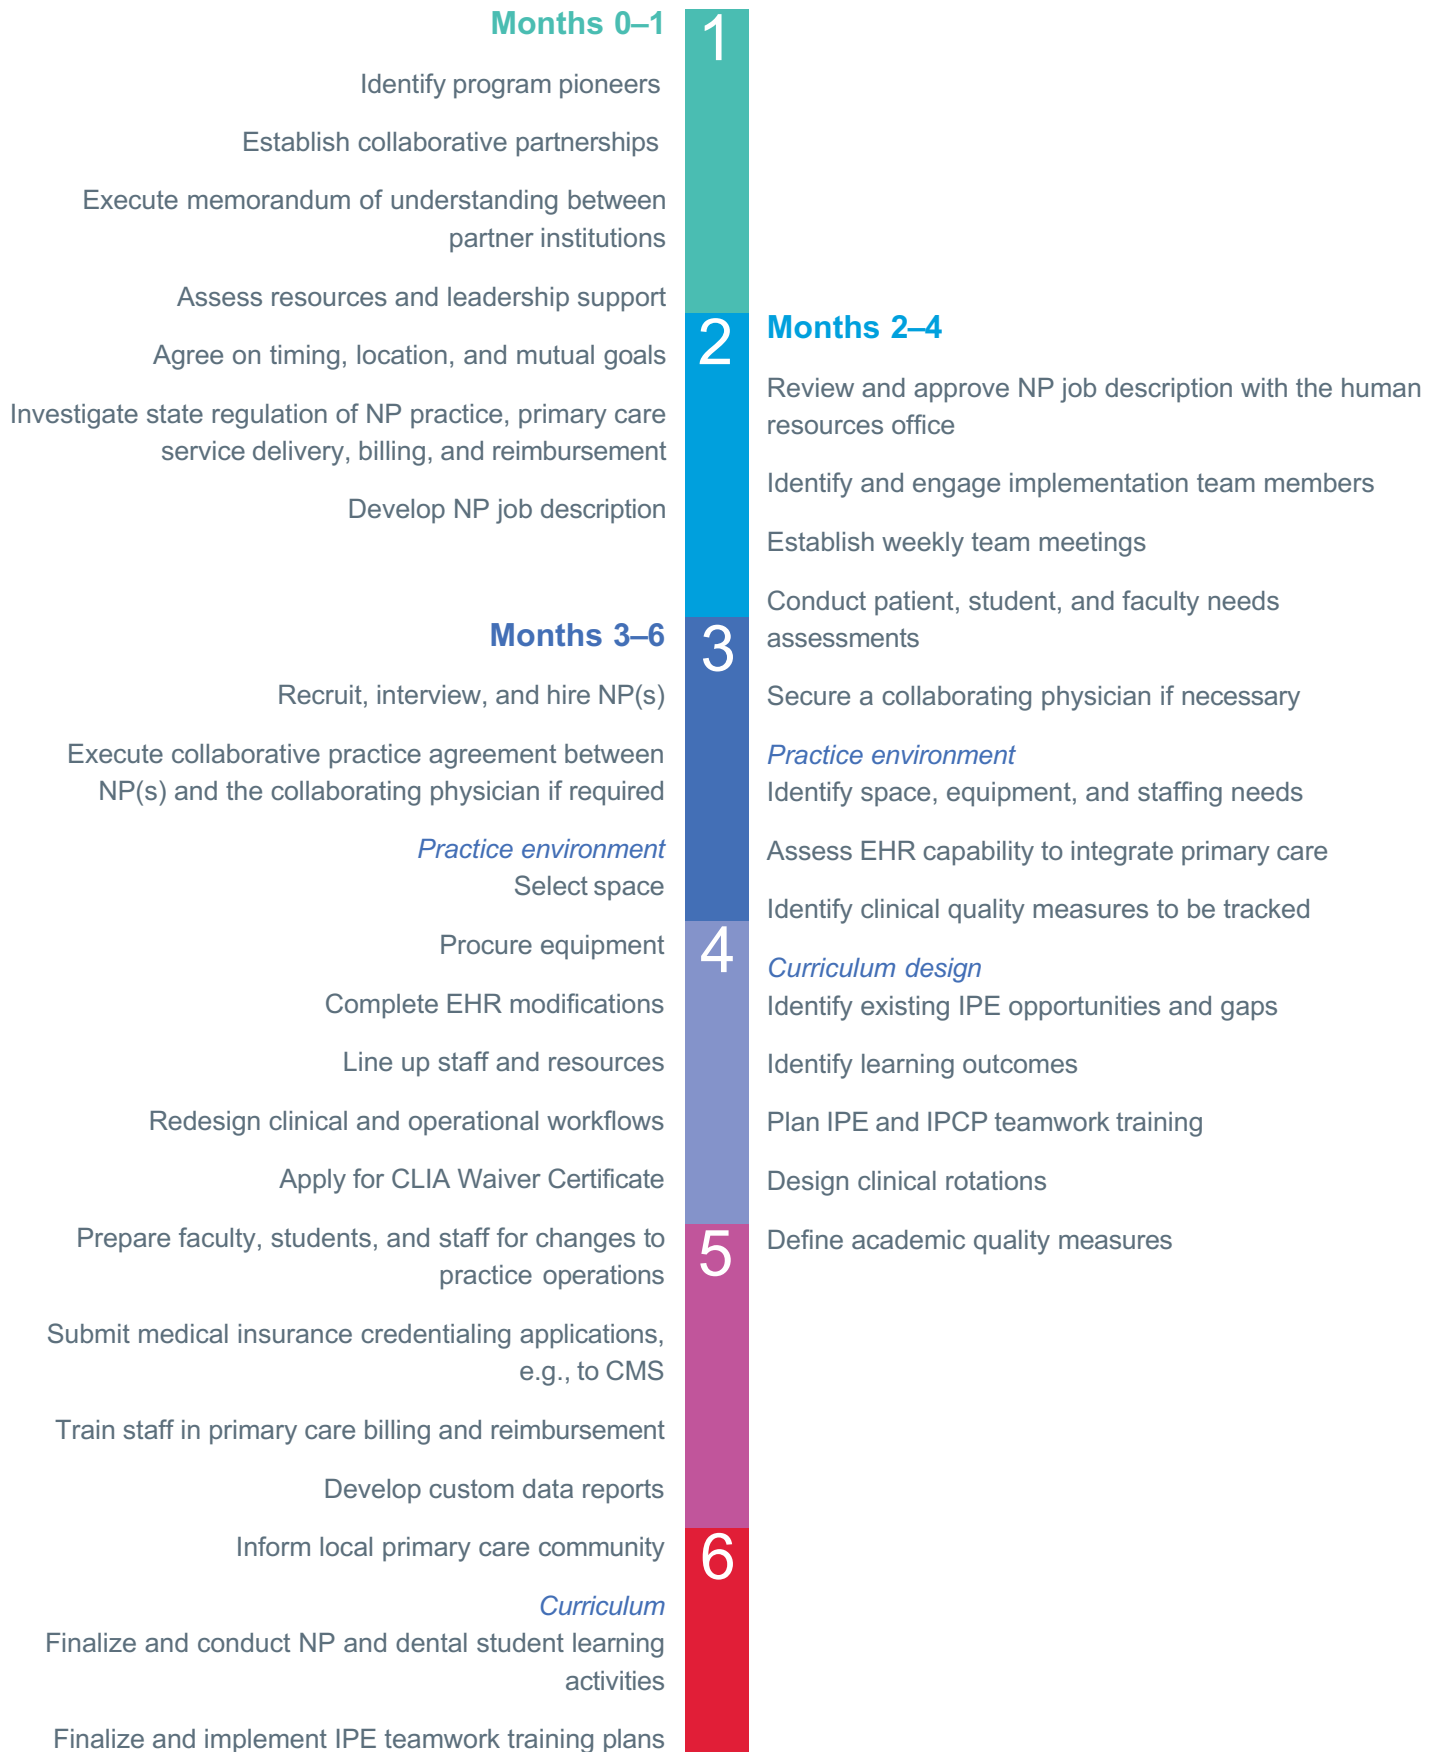 Months 0–1
Identify program pioneers
Establish collaborative partnerships
Execute memorandum of understanding between
partner institutions
Assess resources and leadership support
Agree on timing, location, and mutual goals
Investigate state regulation of NP practice, primary care
service delivery, billing, and reimbursement
Develop NP job description
1
2
Months 2–4
Review and approve NP job description with the human
resources office
Identify and engage implementation team members
Establish weekly team meetings
Conduct patient, student, and faculty needs
assessments
Secure a collaborating physician if necessary
Practice environment
Identify space, equipment, and staffing needs
Assess EHR capability to integrate primary care
Identify clinical quality measures to be tracked
Curriculum design
Identify existing IPE opportunities and gaps
Identify learning outcomes
Plan IPE and IPCP teamwork training
Design clinical rotations
Define academic quality measures
Months 3–6
3
Recruit, interview, and hire NP(s)
Execute collaborative practice agreement between
NP(s) and the collaborating physician if required
Practice environment
Select space
Procure equipment
4
Complete EHR modifications
Line up staff and resources
Redesign clinical and operational workflows
Apply for CLIA Waiver Certificate
Prepare faculty, students, and staff for changes to
practice operations
5
Submit medical insurance credentialing applications,
e.g., to CMS
Train staff in primary care billing and reimbursement
Develop custom data reports
Inform local primary care community
6
Curriculum
Finalize and conduct NP and dental student learning
activities
Finalize and implement IPE teamwork training plans